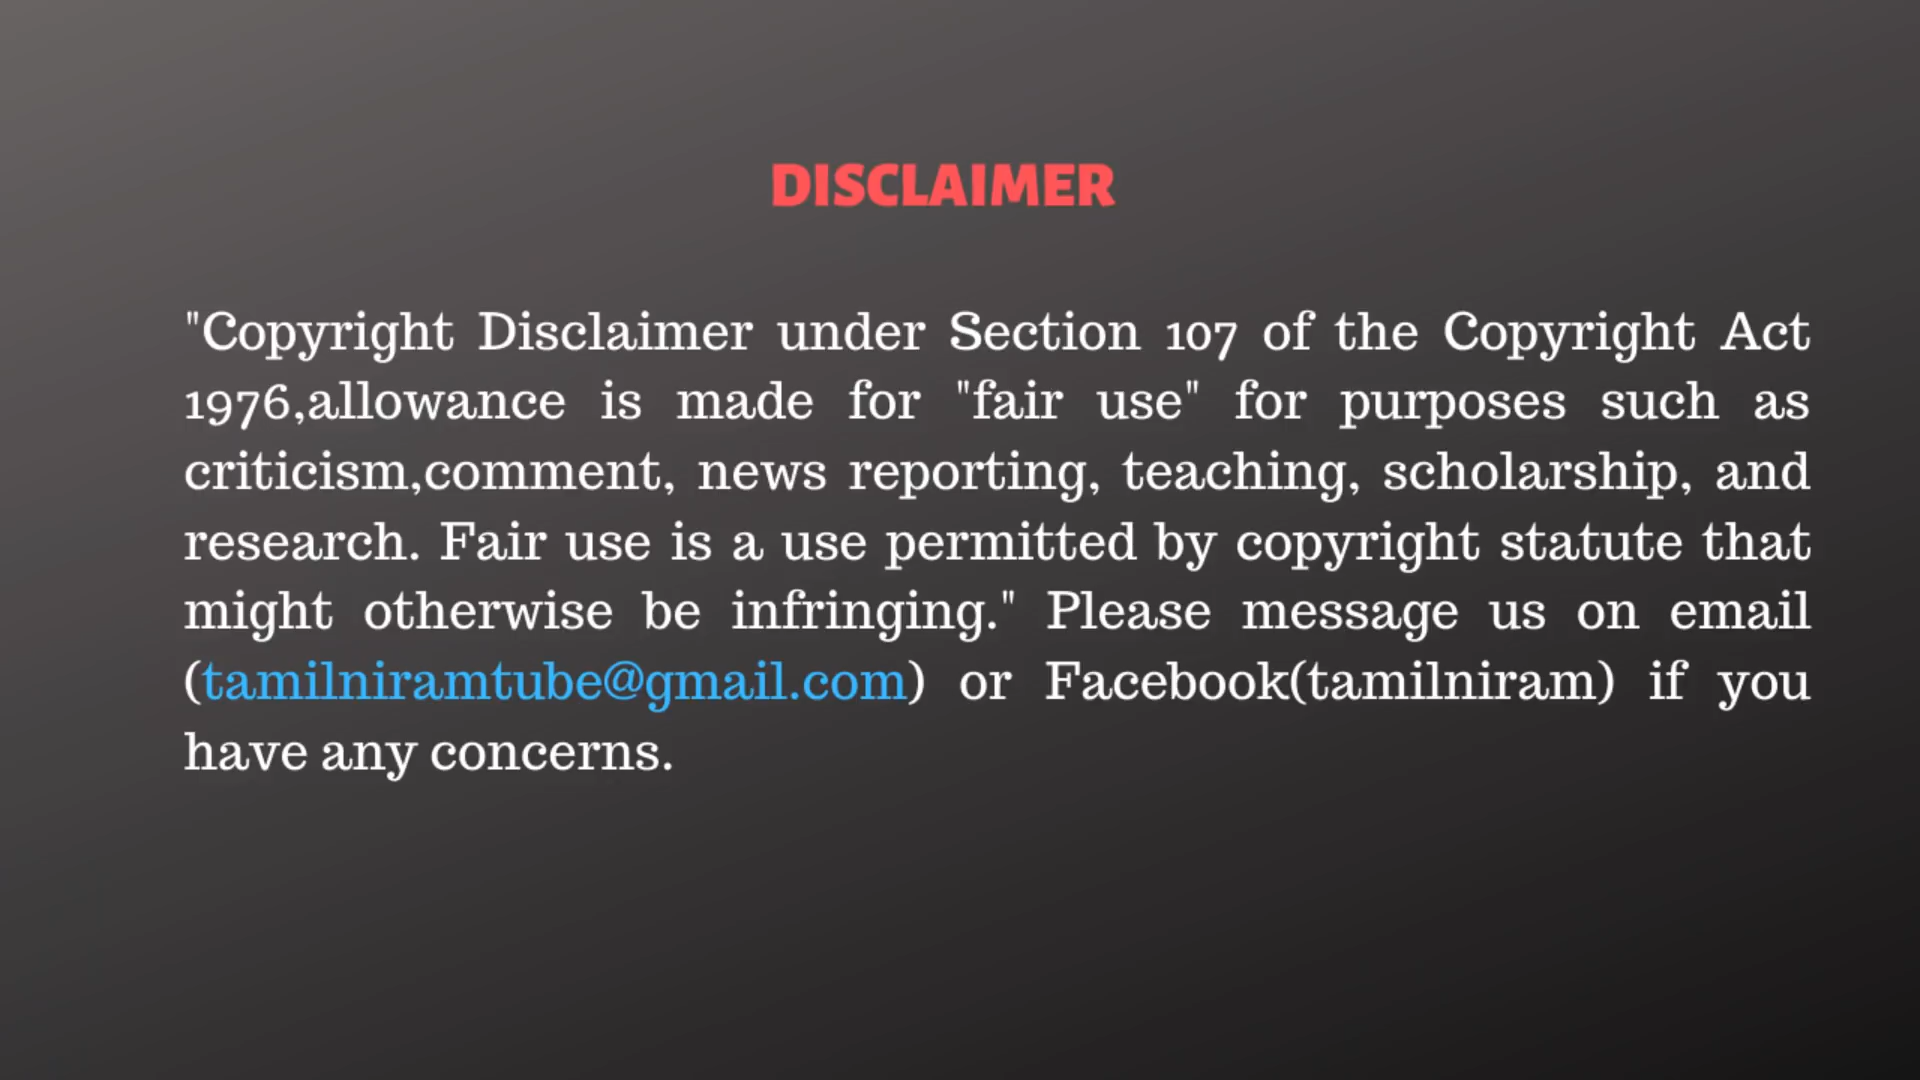 DISCLAIMER
"Copyright Disclaimer under Section 107 of the Copyright Act
1976,allowance is made for "fair use" for purposes such as
criticism,comment, news reporting, teaching, scholarship, and
research. Fair use is a use permitted by copyright statute that
might otherwise be infringing." Please message us on email
(tamilniramtube@gmail.com) or Facebook(tamilniram) if you
have any concerns.